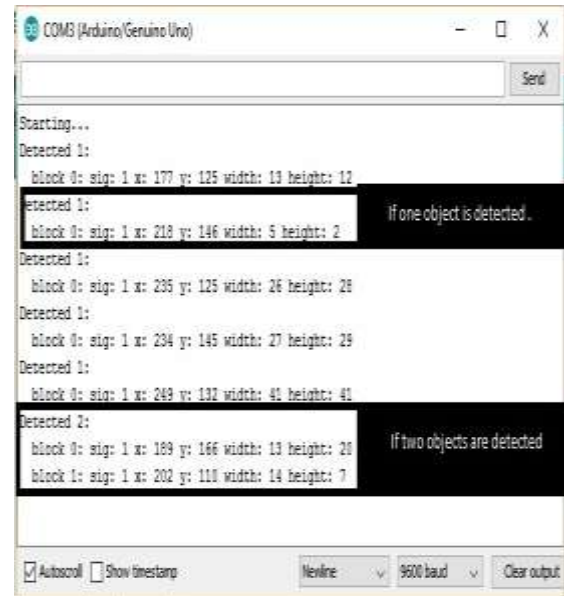 COM3 (Arduino/Genuino Uno)
Send
Starting...
Detected 1:
block 0: sig: 1 x: 177 y: 125 width: 13 height: 12
etected 1:
block 0: sig: 1 x: 218 y: 146 width: 5 height: 2
If one object is detected .
Detected 1:
block 0: sig: 1 x: 235 y: 125 width: 26 height: 28
Detected 1:
block 0: sig: 1 x: 234 y: 145 width: 27 height: 29
Detected 1:
block 0: sig: 1 x: 249 y: 132 width: 41 height: 41
Detected 2:
block 0: sig: 1 x: 189 y: 166 width: 13 height: 20
block 1: sig: 1 x: 202 y: 110 width: 14 height: 7
If two objects are detected
Autoscroll Show timestamp Newline 9600 baud Clear output